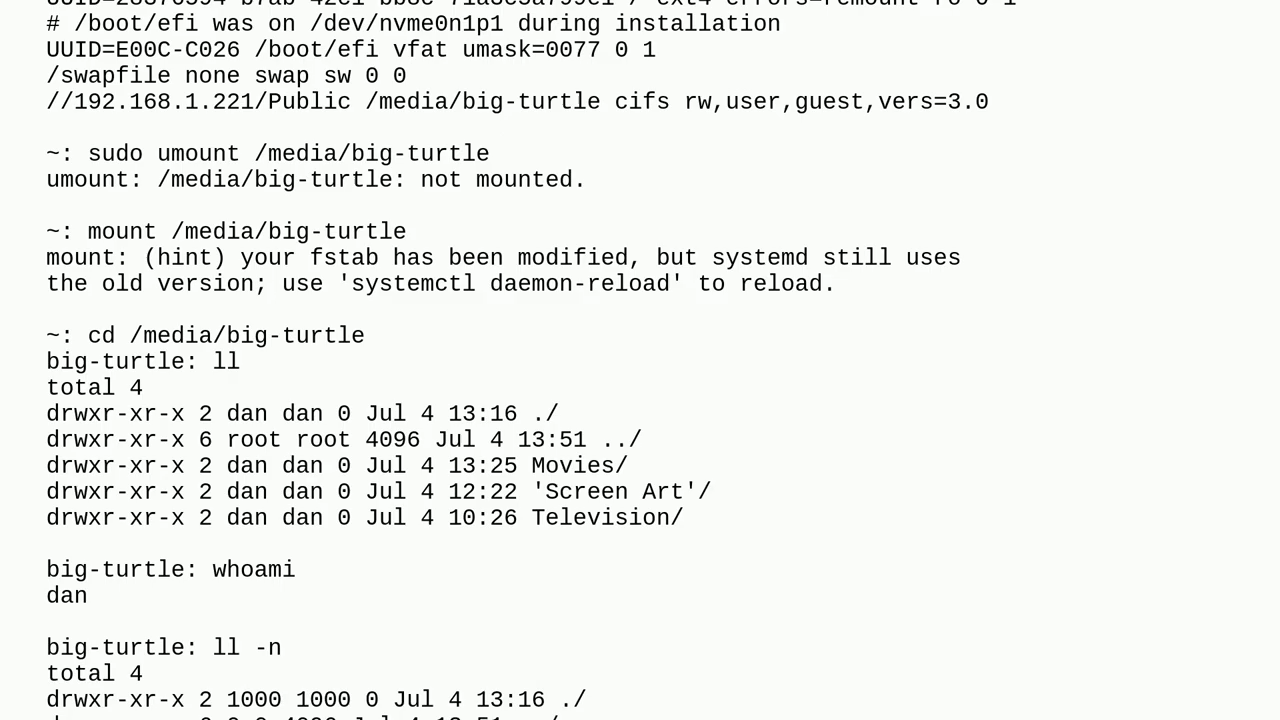 # /boot/efi was on /dev/nvme0n1p1 during installation
UUID=E00C-C026 /boot/efi vfat umask=0077 0 1
/swapfile none swap sw 0 0
//192.168.1.221/Public /media/big-turtle cifs rw,user,guest,vers=3.0
~: sudo umount /media/big-turtle
umount: /media/big-turtle: not mounted.
~: mount /media/big-turtle
mount: (hint) your fstab has been modified, but systemd still uses
the old version; use 'systemctl daemon-reload' to reload.
~: cd /media/big-turtle
big-turtle: ll
total 4
drwxr-xr-x 2 dan dan 0 Jul 4 13:16 ./
drwxr-xr-x 6 root root 4096 Jul 4 13:51 ../
drwxr-xr-x 2 dan dan 0 Jul 4 13:25 Movies/
drwxr-xr-x 2 dan dan 0 Jul 4 12:22 'Screen Art'/
drwxr-xr-x 2 dan dan 0 Jul 4 10:26 Television/
big-turtle: whoami
dan
big-turtle: ll -n
total 4
drwxr-xr-x 2 1000 1000 0 Jul 4 13:16 ./